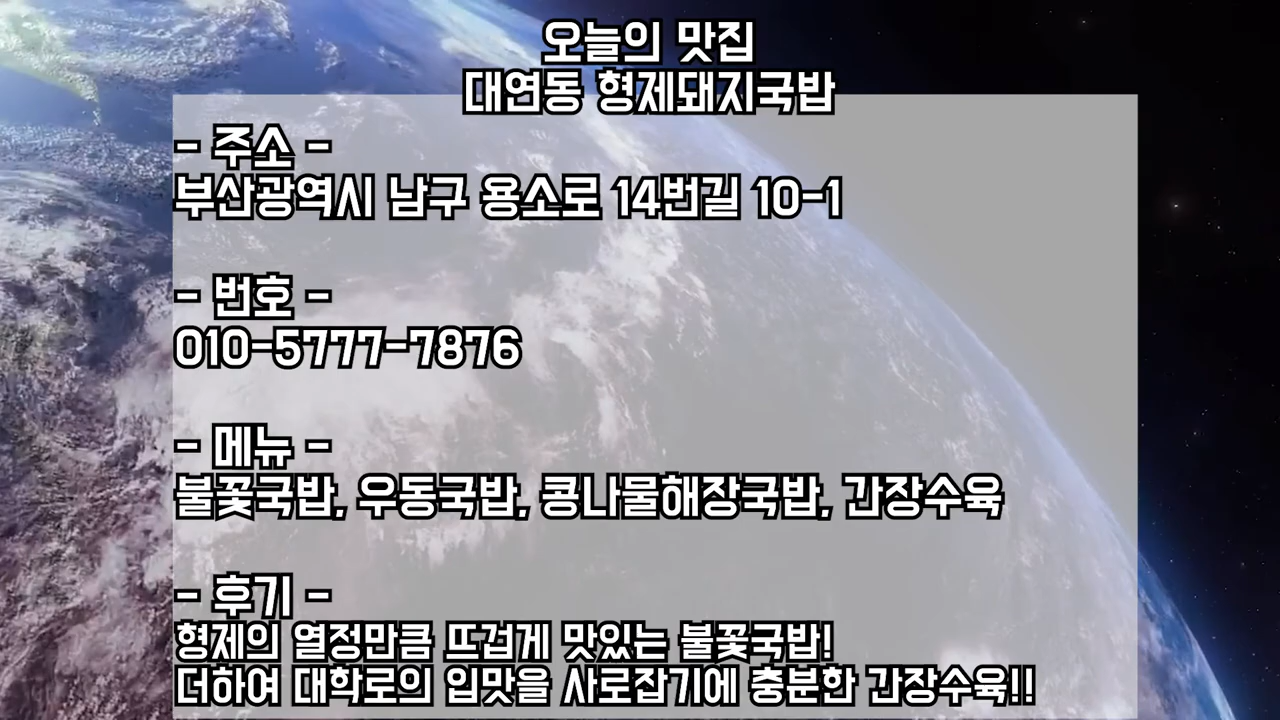 오늘의 맛집
대연동 형제돼지국밥
- 주소 -
부산광역시 남구 용소로 14번길 10-1
- 번호 -
010-5777-7876
- 메뉴 -
불꽃국밥, 우동국밥, 콩나물해장국밥, 간장수육
- 후기 -
형제의 열정만큼 뜨겁게 맛있는 불꽃국밥!
더하여 대학로의 입맛을 사로잡기에 충분한 간장수육!!